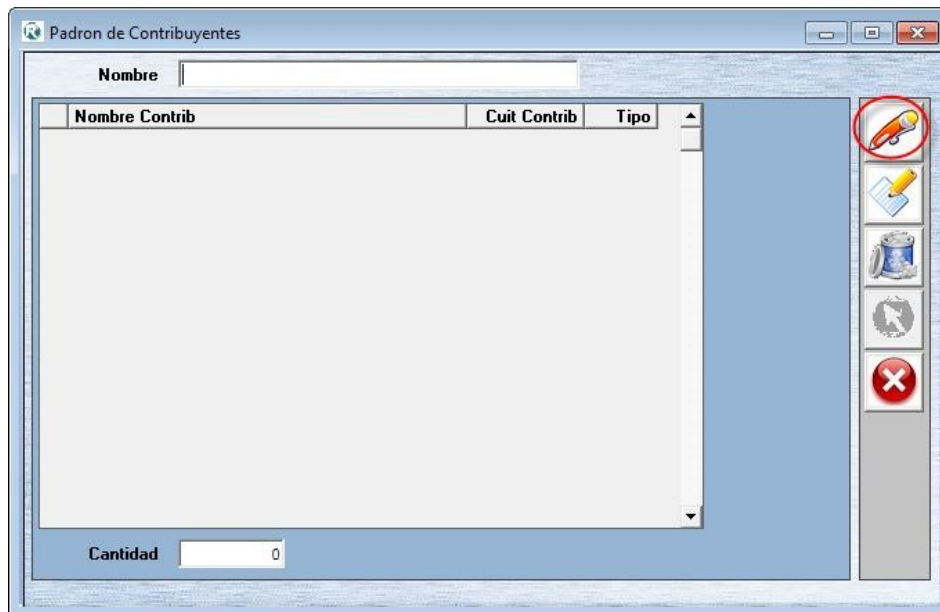 Padron de Contribuyentes
Nombre
Nombre Contrib Cuit Contrib Tipo
Cantidad 0